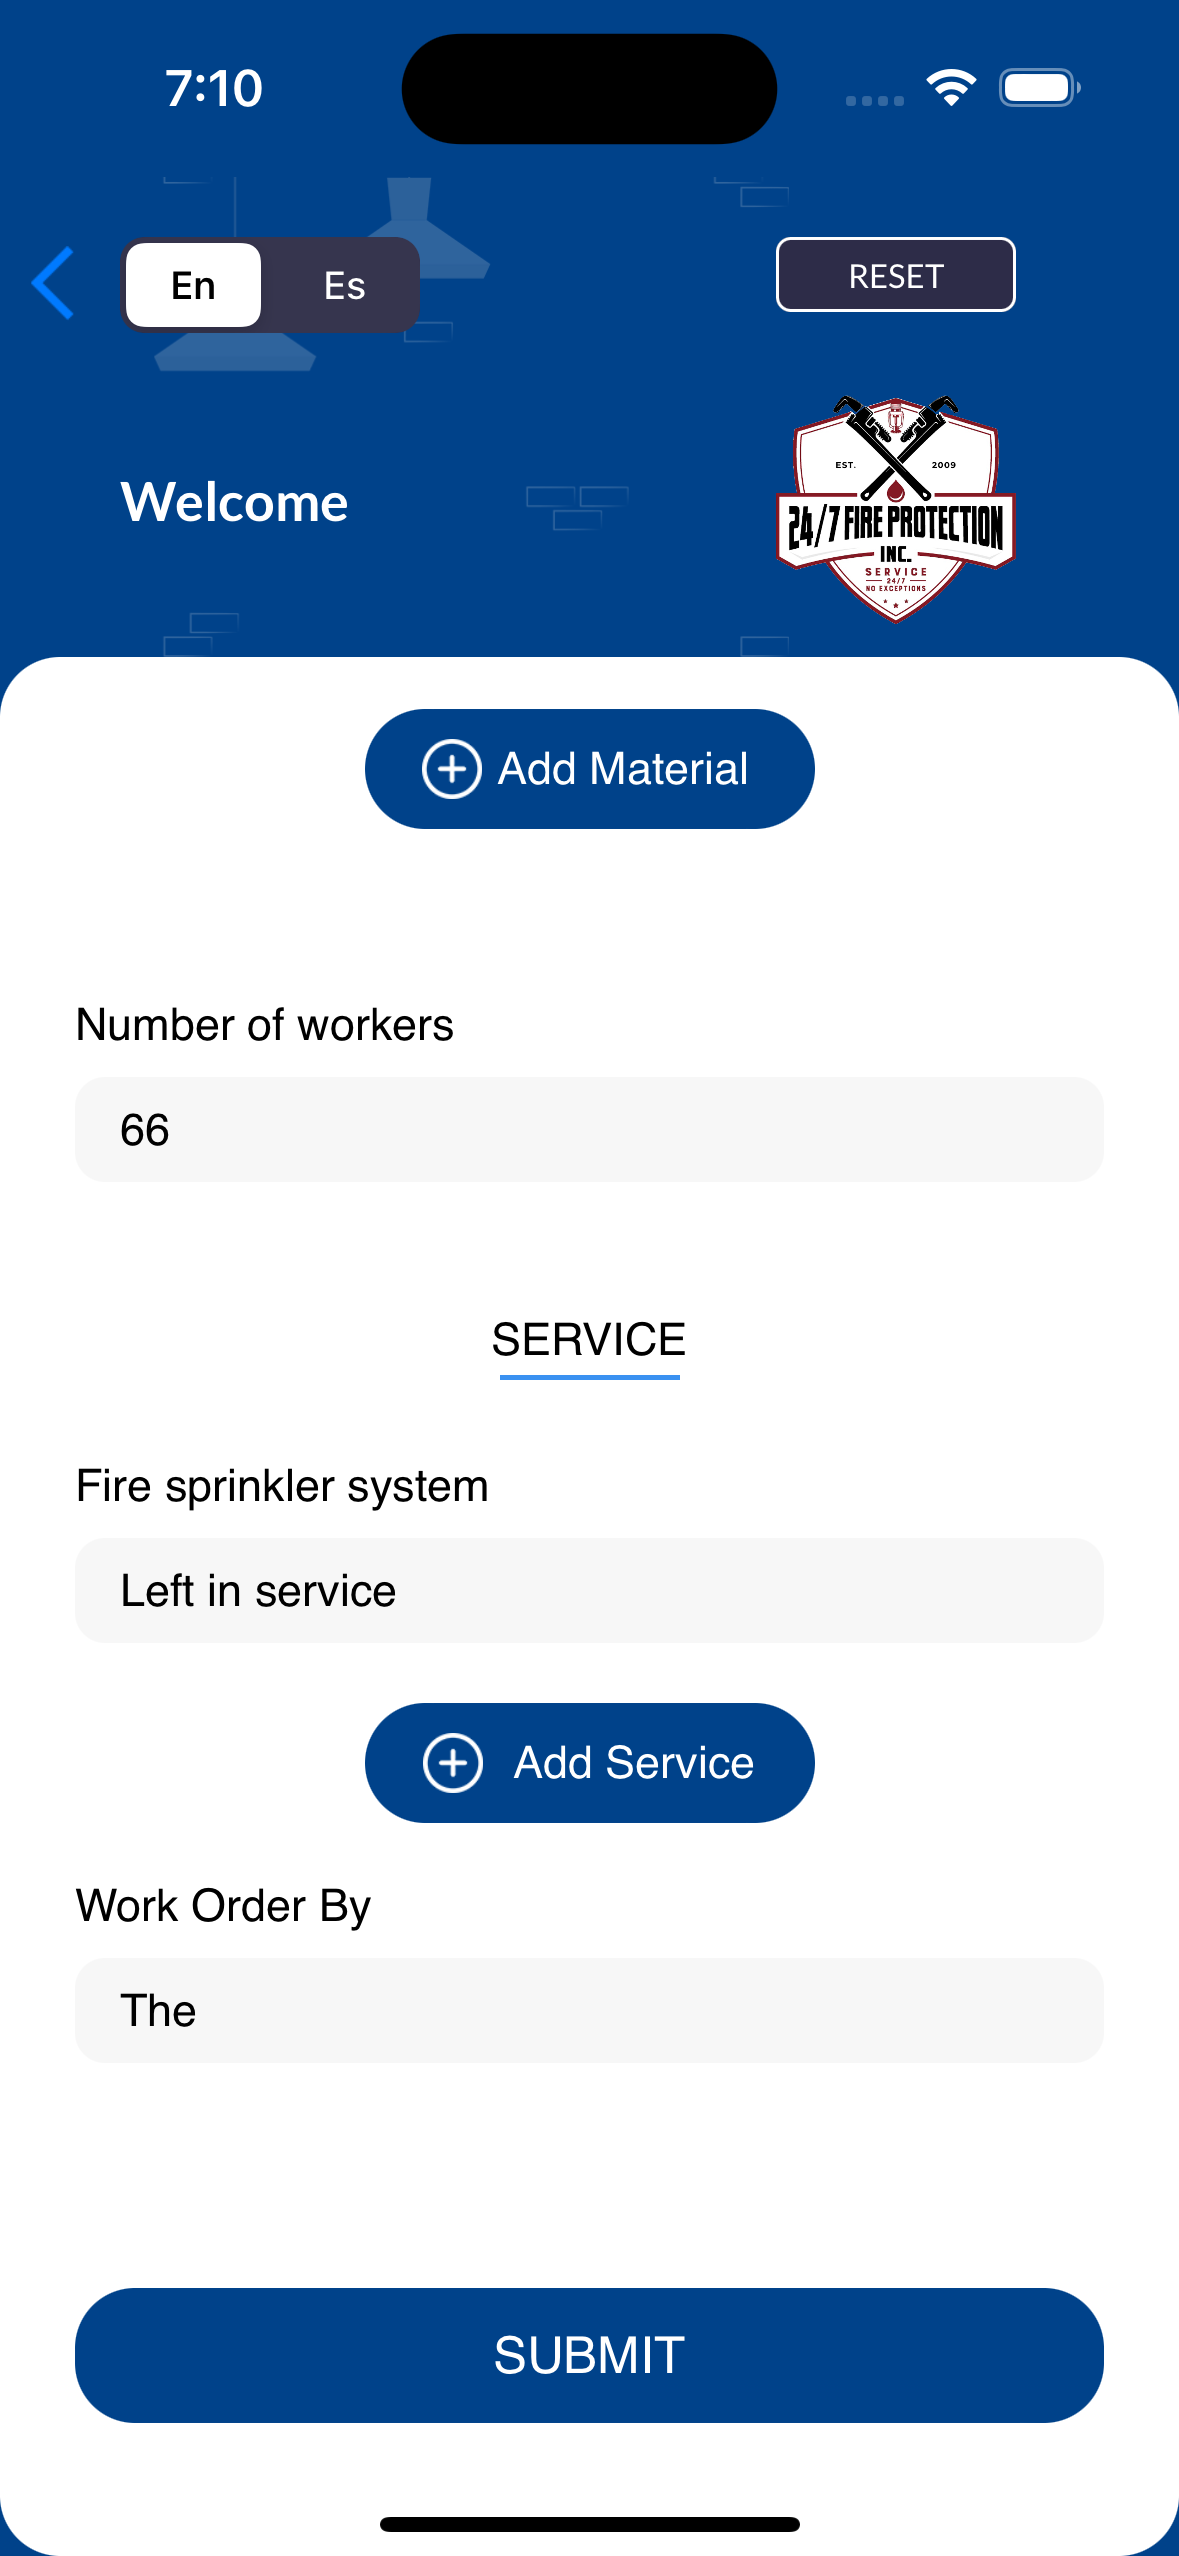 7:10
En Es
RESET
EST. 2009
Welcome
24/7 FIRE PROTECTION
INC.
SERVICE
24/7
NO EXCEPTIONS
Add Material
Number of workers
66
SERVICE
Fire sprinkler system
Left in service
Add Service
Work Order By
The
SUBMIT